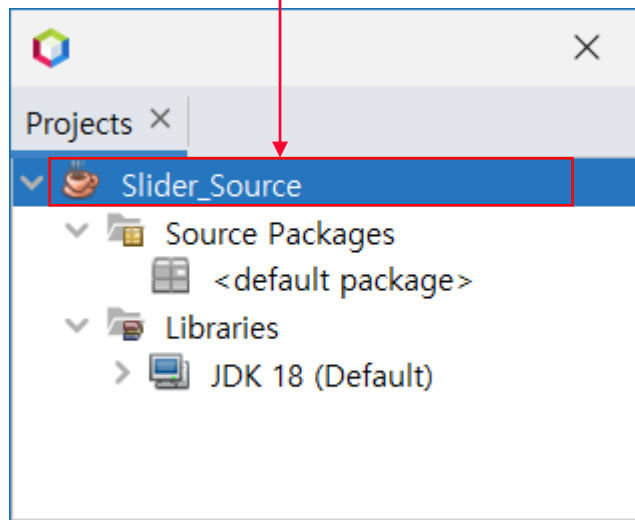 Projects
Slider_Source
Source Packages
<default package>
Libraries
JDK 18 (Default)